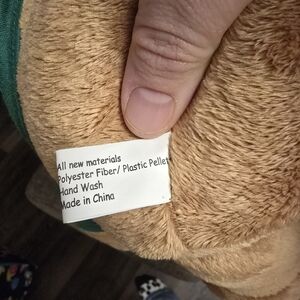 All new materials
Polyester Fiber/ Plastic Pellet
Hand Wash
Made in China